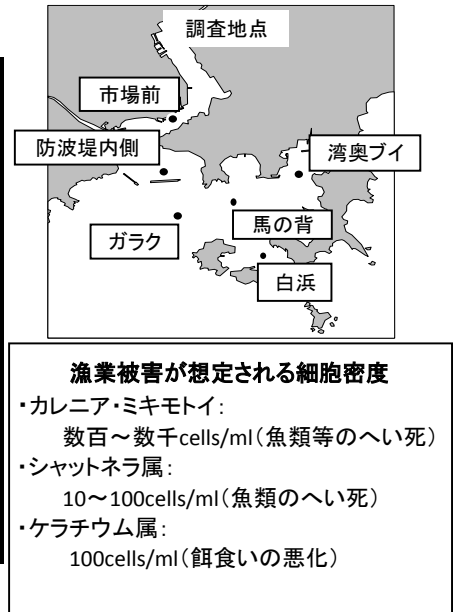 調査地点
市場前
防波堤内側
湾奥ブイ
ガラク
馬の背
白浜
漁業被害が想定される細胞密度
・カレニア・ミキモトイ:
数百～数千cells/ml(魚類等のへい死)
・シャットネラ属:
10～100cells/ml(魚類のへい死)
・ケラチウム属:
100cells/ml(餌食いの悪化)